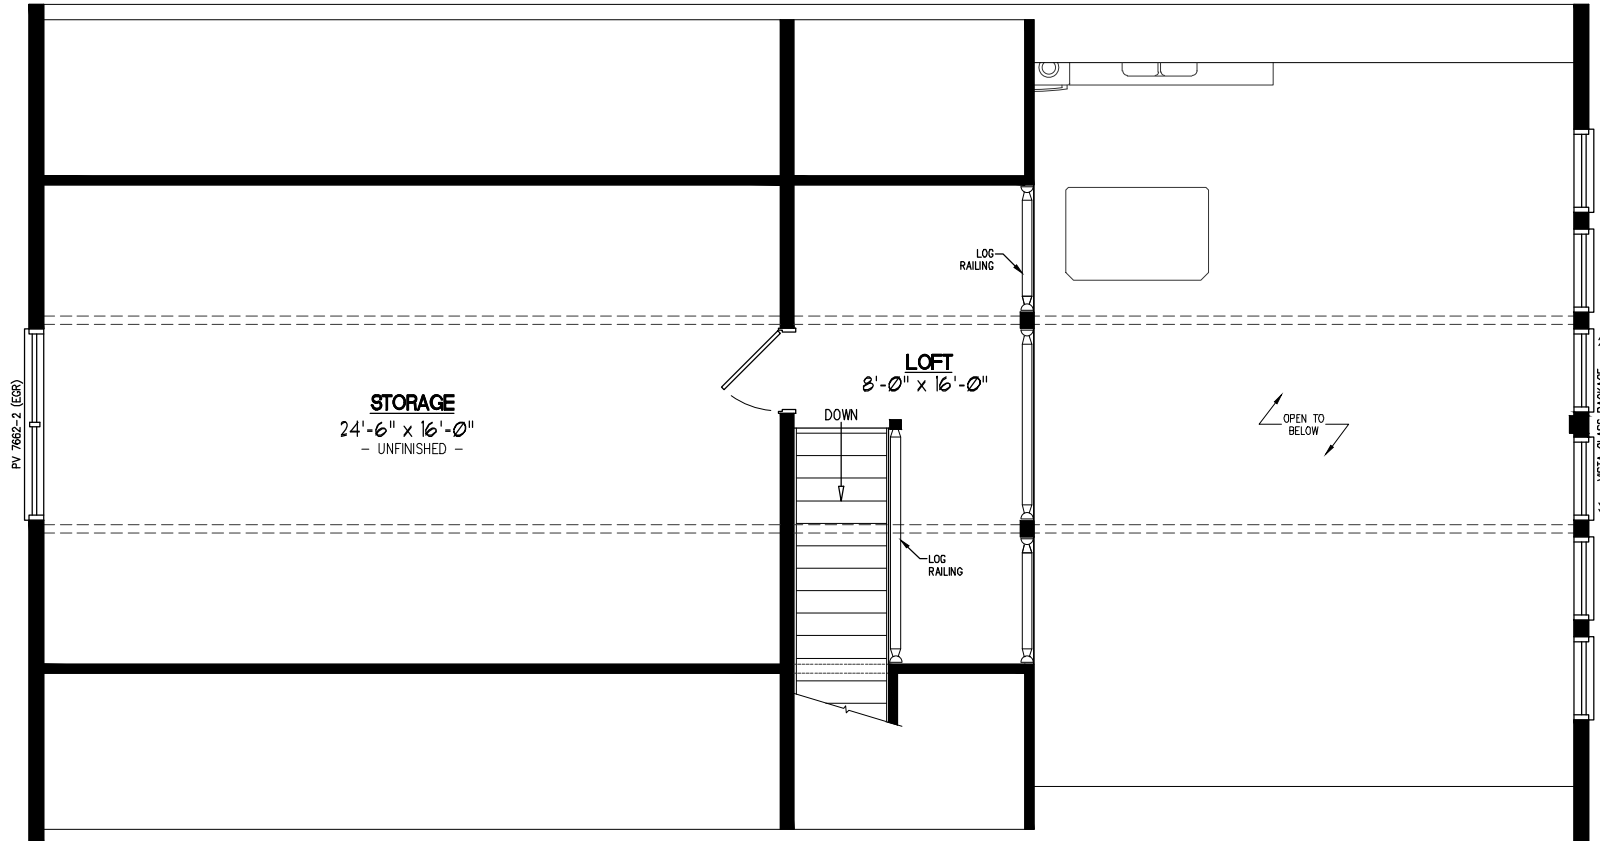 LOG
RAILING
LOFT
8'-0" x 16'-0"
STORAGE
24'-6" x 16'-0"
- UNFINISHED -
DOWN
OPEN TO
BELOW
PV 7662-2 (EGR)
LOG
RAILING